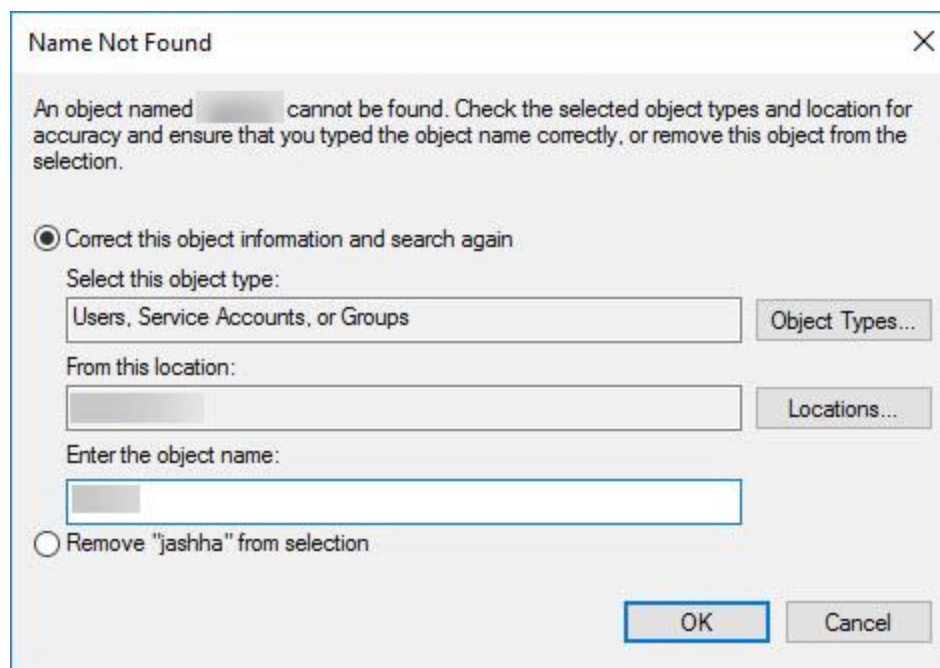 Name Not Found
An object named cannot be found. Check the selected object types and location for
accuracy and ensure that you typed the object name correctly, or remove this object from the
selection.
Correct this object information and search again
Select this object type:
Users, Service Accounts, or Groups
Object Types...
From this location:
Locations...
Enter the object name:
Remove "jashha" from selection
OK
Cancel